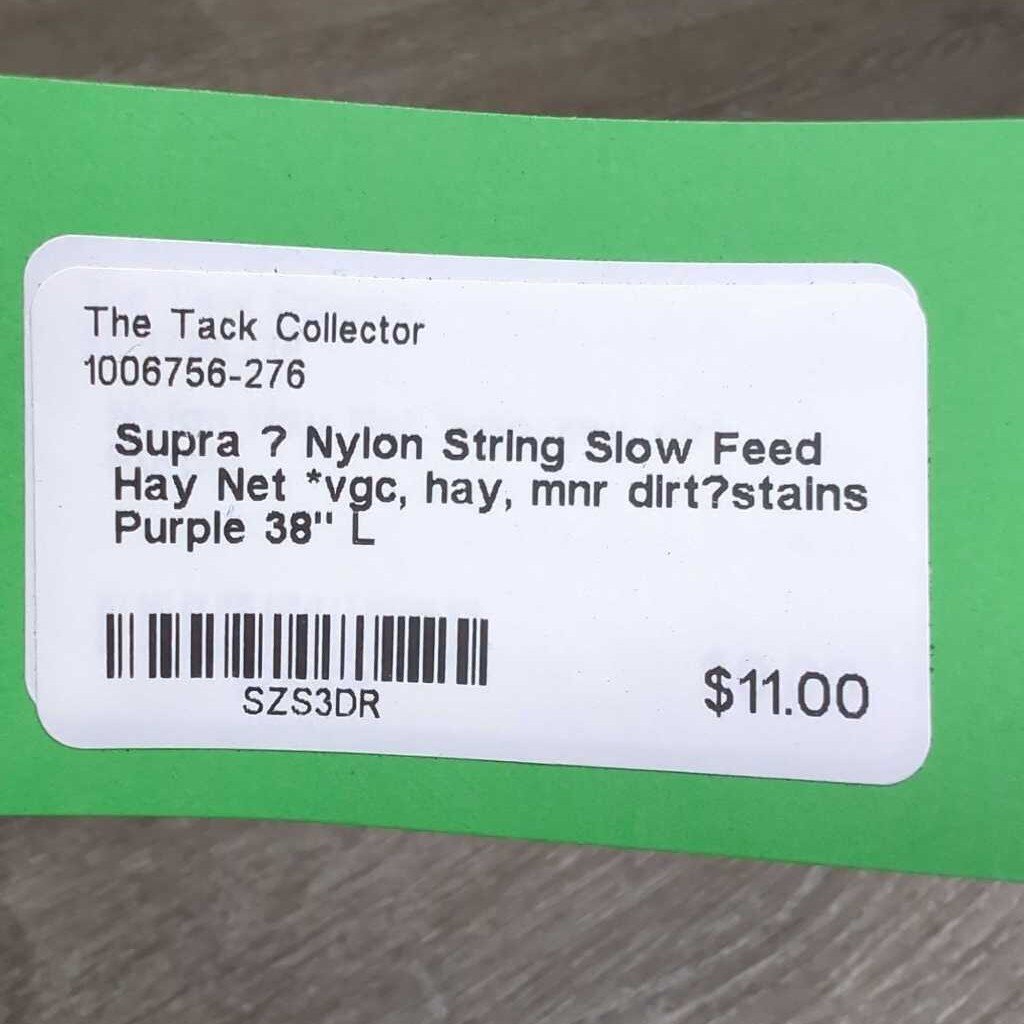 The Tack Collector
1006756-276
Supra ? Nylon String Slow Feed
Hay Net *vgc, hay, mnr dirt?stains
Purple 38" L
SZS3DR
$11.00